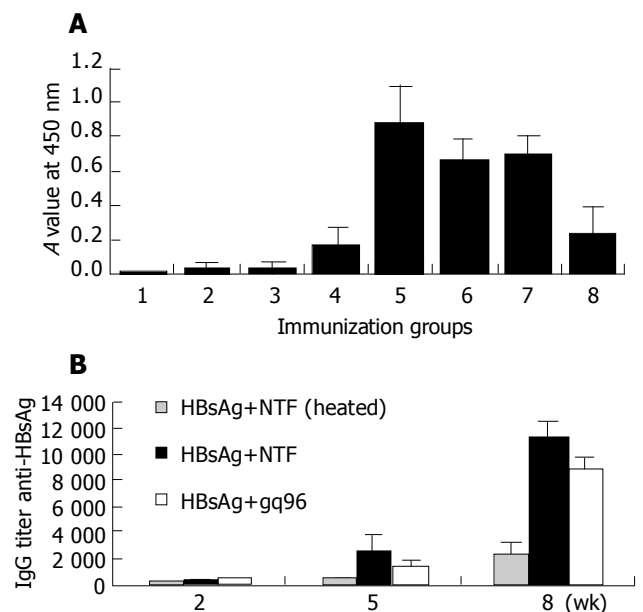 A
A value at 450 nm
1.2
1.0
0.8
0.6
0.4
0.2
0.0
1 2 3 4 5 6 7 8
Immunization groups
B
IgG titer anti-HBsAg
14 000
12 000
10 000
8 000
6 000
4 000
2 000
0
HBsAg+NTF (heated)
HBsAg+NTF
HBsAg+gq96
2 5 8 (wk)